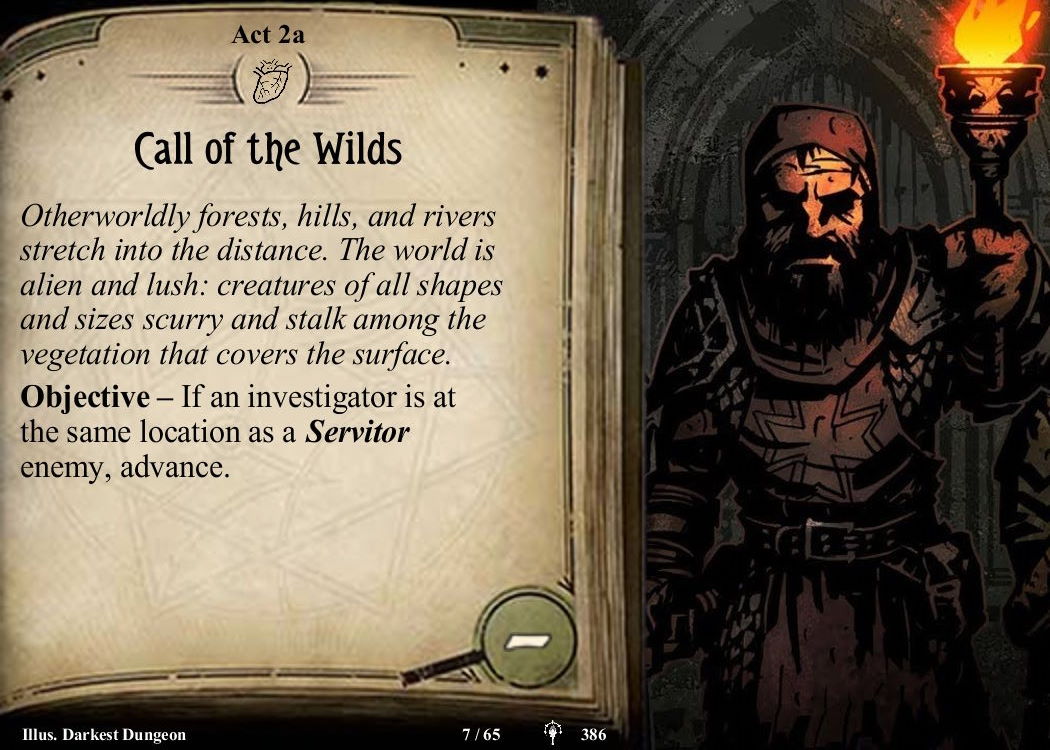 Act 2a
Call of the Wilds
Otherworldly forests, hills, and rivers
stretch into the distance. The world is
alien and lush: creatures of all shapes
and sizes scurry and stalk among the
vegetation that covers the surface.
Objective – If an investigator is at
the same location as a Servitor
enemy, advance.
-
Illus. Darkest Dungeon
7 / 65
386